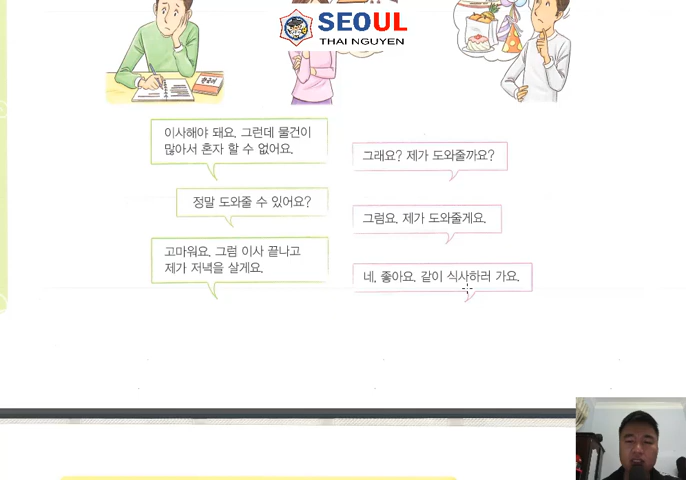 SEOUL
THAI NGUYEN
한국어
이사해야 돼요. 그런데 물건이
많아서 혼자 할 수 없어요.
그래요? 제가 도와줄까요?
정말 도와줄 수 있어요?
그럼요. 제가 도와줄게요.
고마워요. 그럼 이사 끝나고
제가 저녁을 살게요.
네. 좋아요. 같이 식사하러 가요.